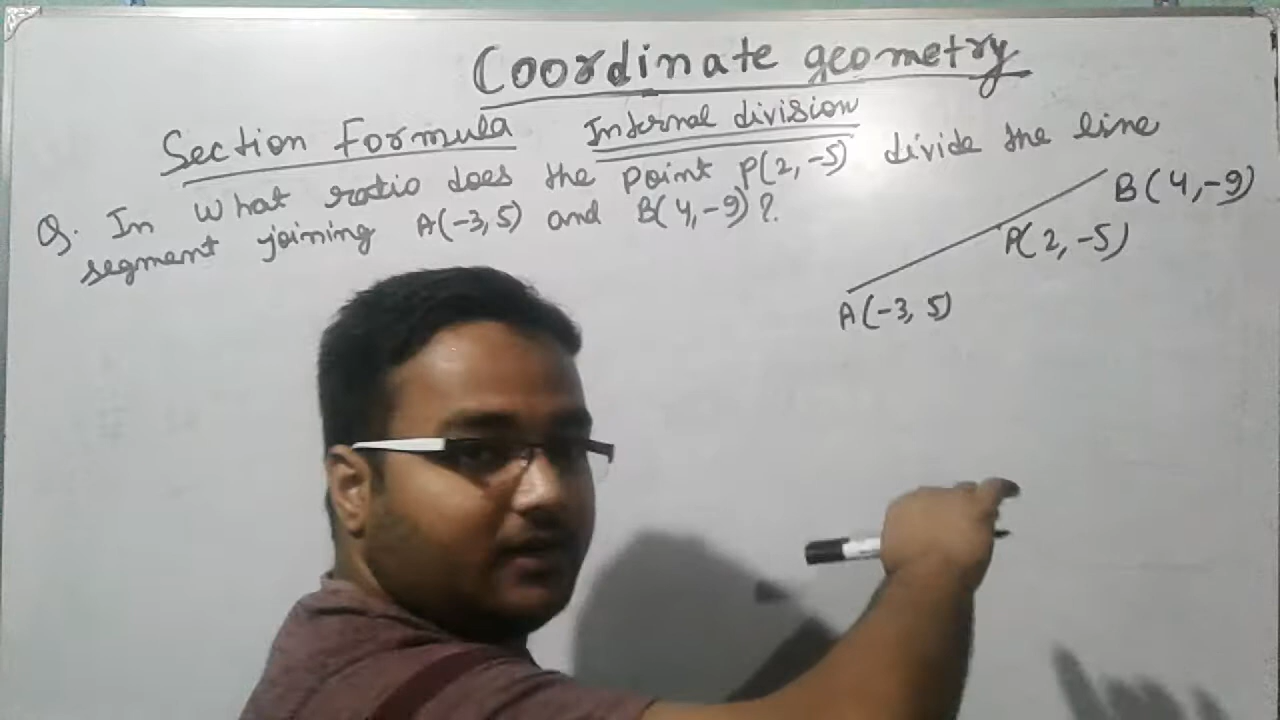 Coordinate geometry
Section Formula Internal division
Q. In What ratio does the point P(2, -5) divide the line
segment joining A(-3, 5) and B(4, -9)?
B(4, -9)
P(2, -5)
A(-3, 5)